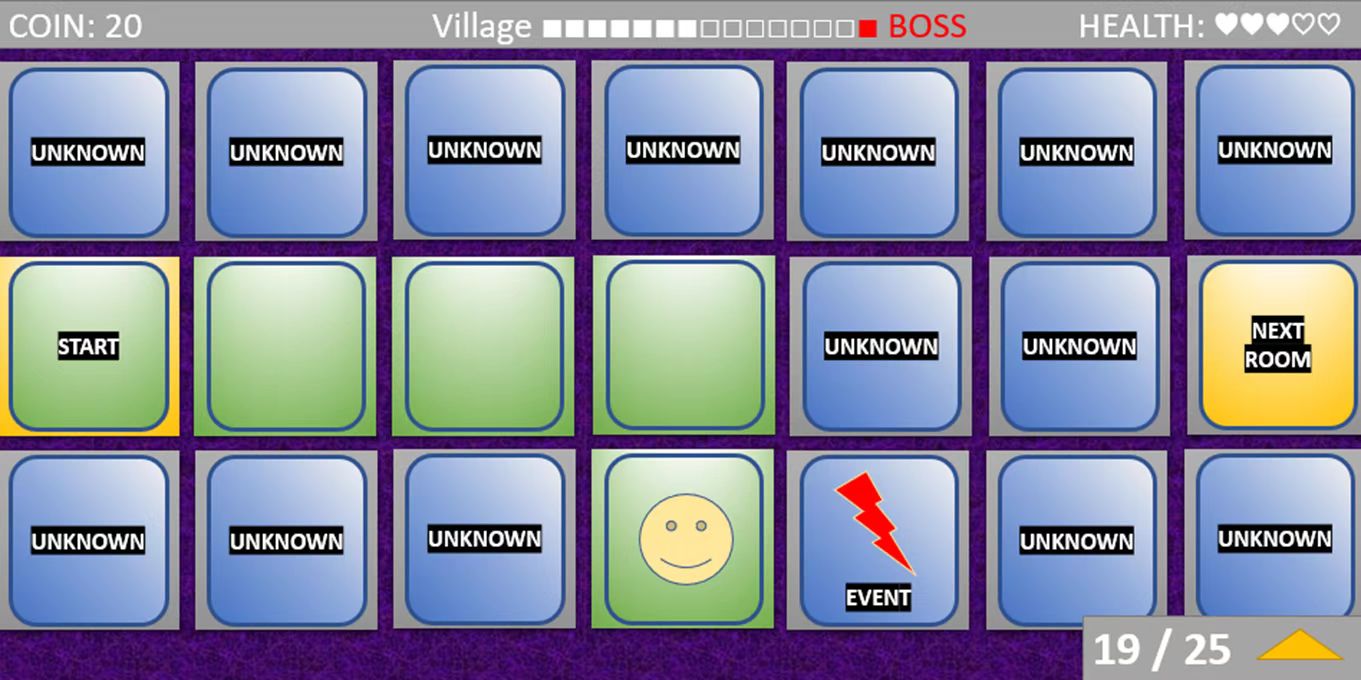 COIN: 20
Village
BOSS
HEALTH:
UNKNOWN
UNKNOWN
UNKNOWN
UNKNOWN
UNKNOWN
UNKNOWN
UNKNOWN
START
UNKNOWN
UNKNOWN
NEXT
ROOM
UNKNOWN
UNKNOWN
UNKNOWN
EVENT
UNKNOWN
UNKNOWN
19 / 25